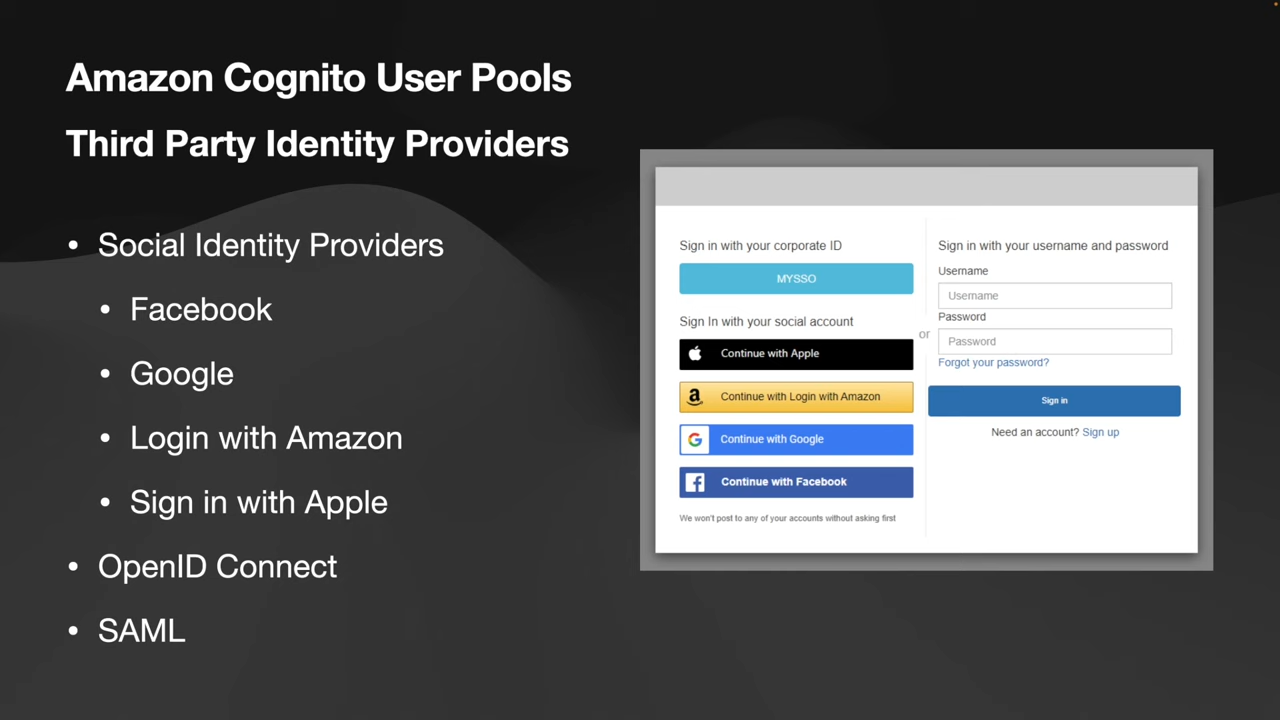 Amazon Cognito User Pools
Third Party Identity Providers
• Social Identity Providers
• Facebook
• Google
• Login with Amazon
• Sign in with Apple
• OpenID Connect
• SAML
Sign in with your corporate ID
MYSSO
Sign In with your social account
Continue with Apple
Continue with Login with Amazon
Continue with Google
Continue with Facebook
We won't post to any of your accounts without asking first
or
Sign in with your username and password
Username
Username
Password
Password
Forgot your password?
Sign in
Need an account? Sign up